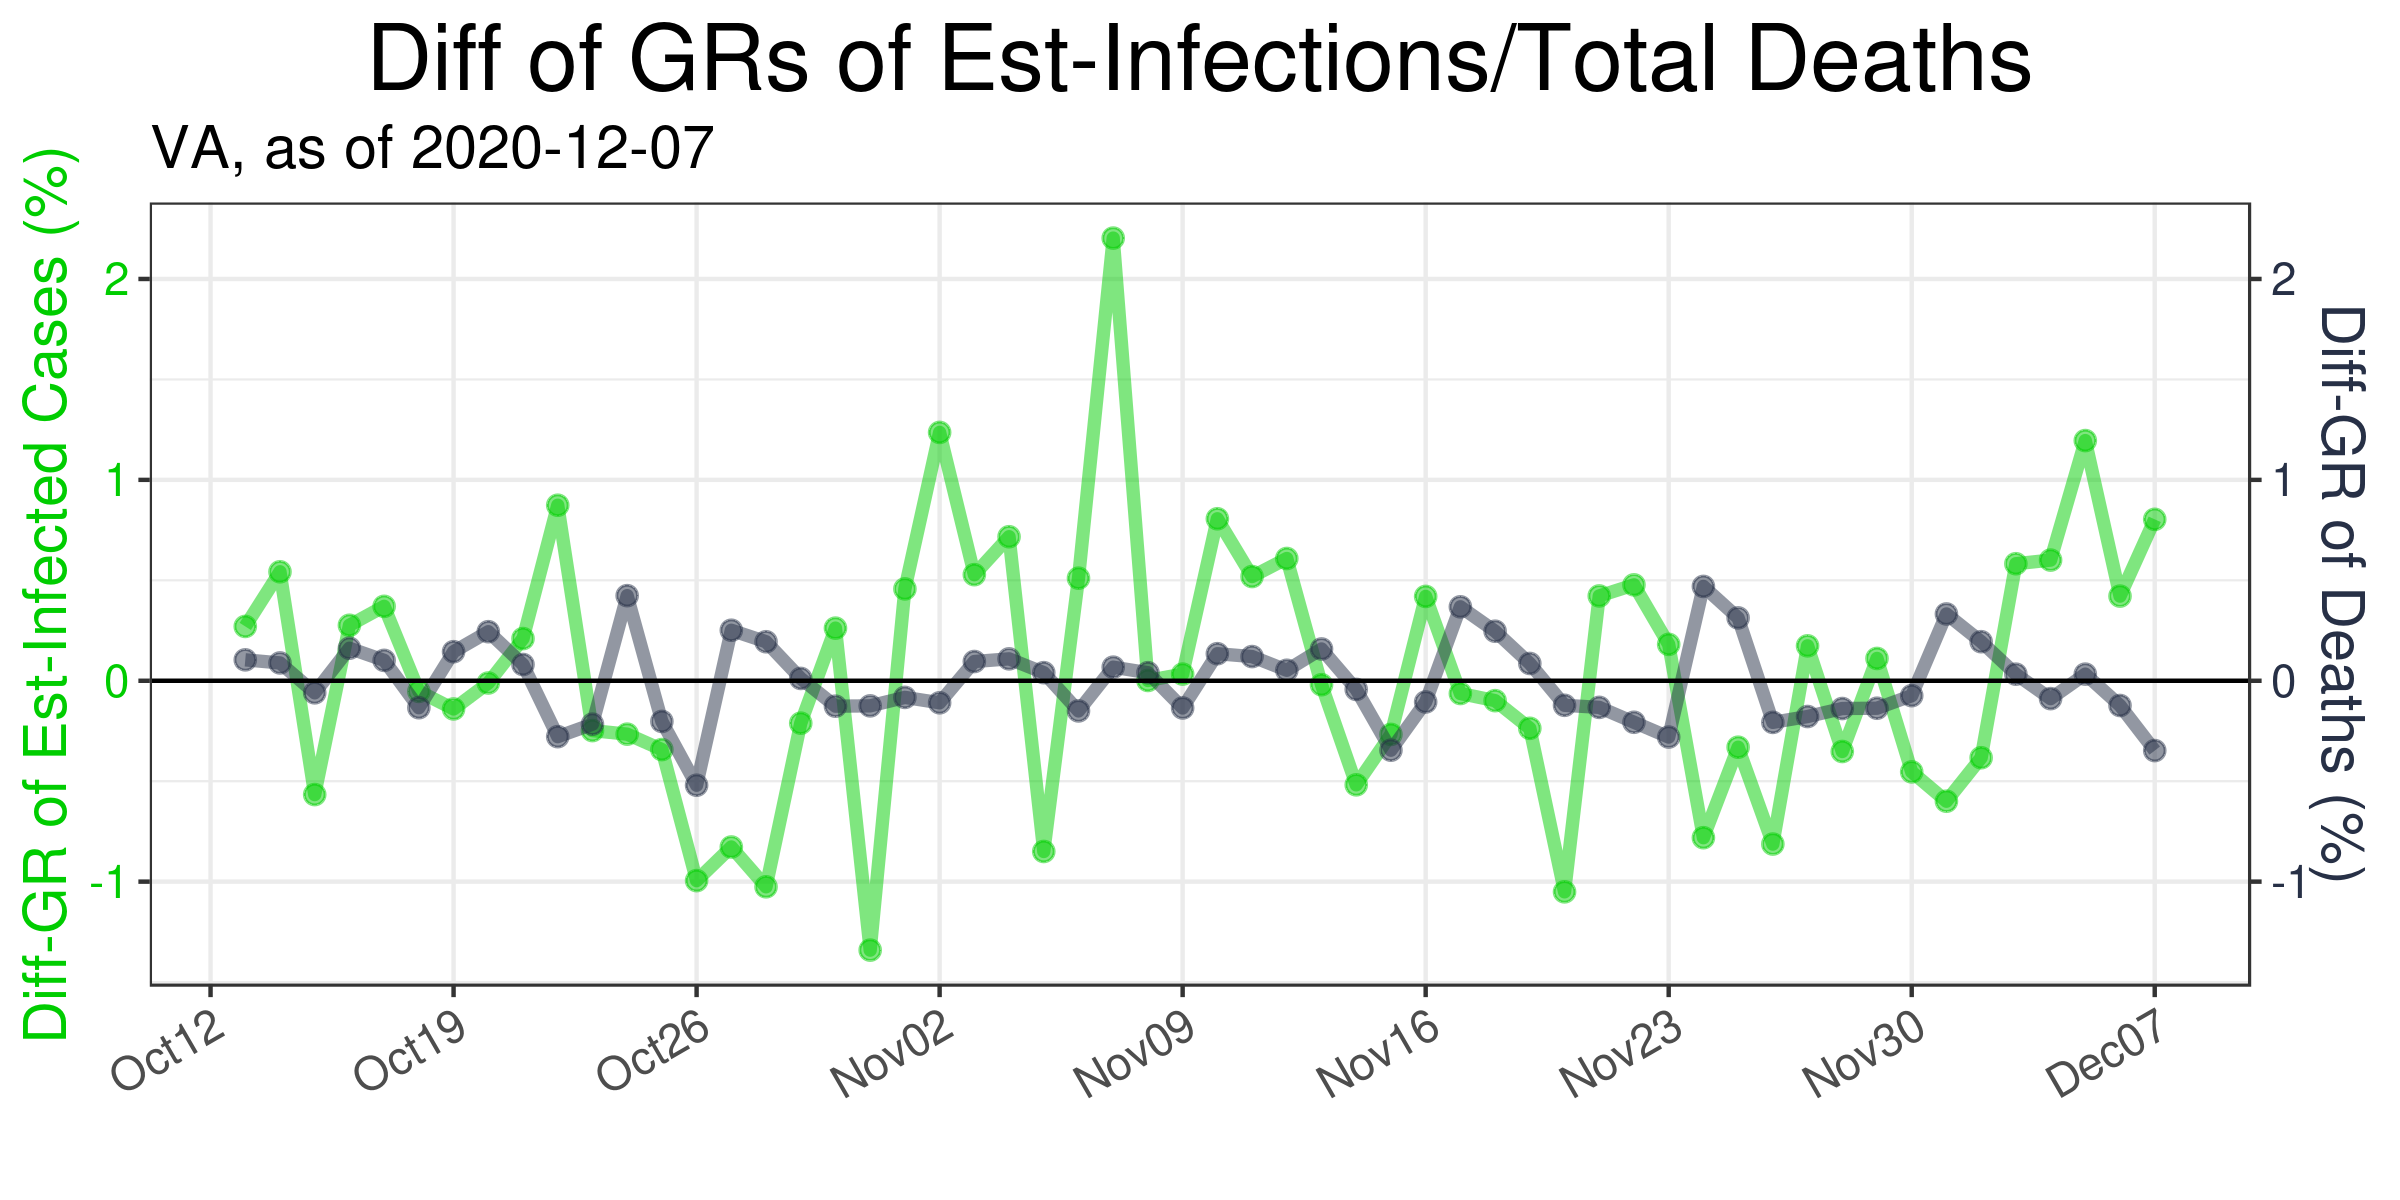 Diff of GRs of Est-Infections/Total Deaths
VA, as of 2020-12-07
Diff-GR of Est-Infected Cases (%)
2
1
0
-1
2
1
0
-1
Diff-GR of Deaths (%)
Oct12
Oct19
Oct26
Nov02
Nov09
Nov16
Nov23
Nov30
Dec07